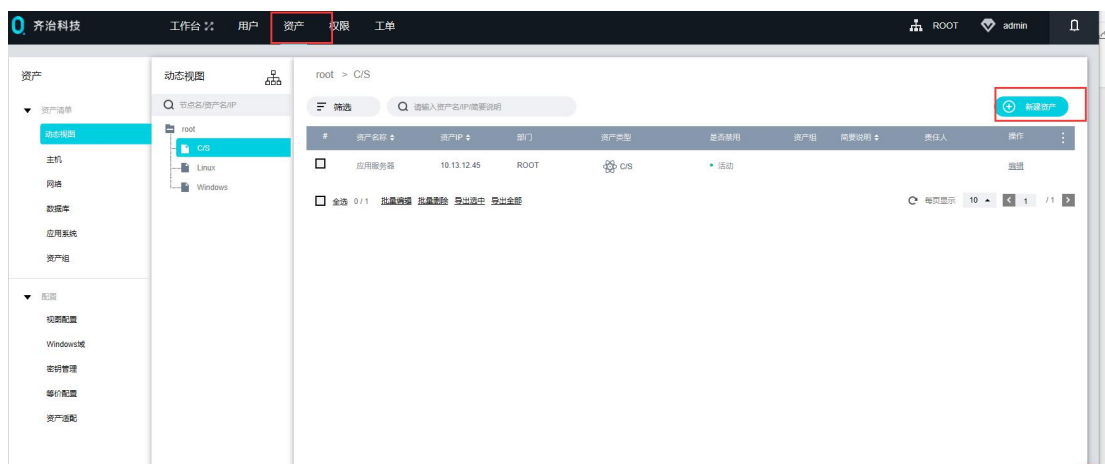 齐治科技 工作台 用户 资产 权限 工单 ROOT admin
资产
资产清单
动态视图
主机
网络
数据库
应用系统
资产组
配置
视图配置
Windows域
密钥管理
等价配置
资产适配
动态视图
节点名/资产名/IP
root
C/S
Linux
Windows
root > C/S
筛选 请输入资产名/IP/简要说明 新建资产
# 资产名称 资产IP 部门 资产类型 是否禁用 资产组 简要说明 责任人 操作
应用服务器 10.13.12.45 ROOT C/S 活动 编辑
全选 0 / 1 批量编辑 批量删除 导出选中 导出全部 每页显示 10 1 / 1